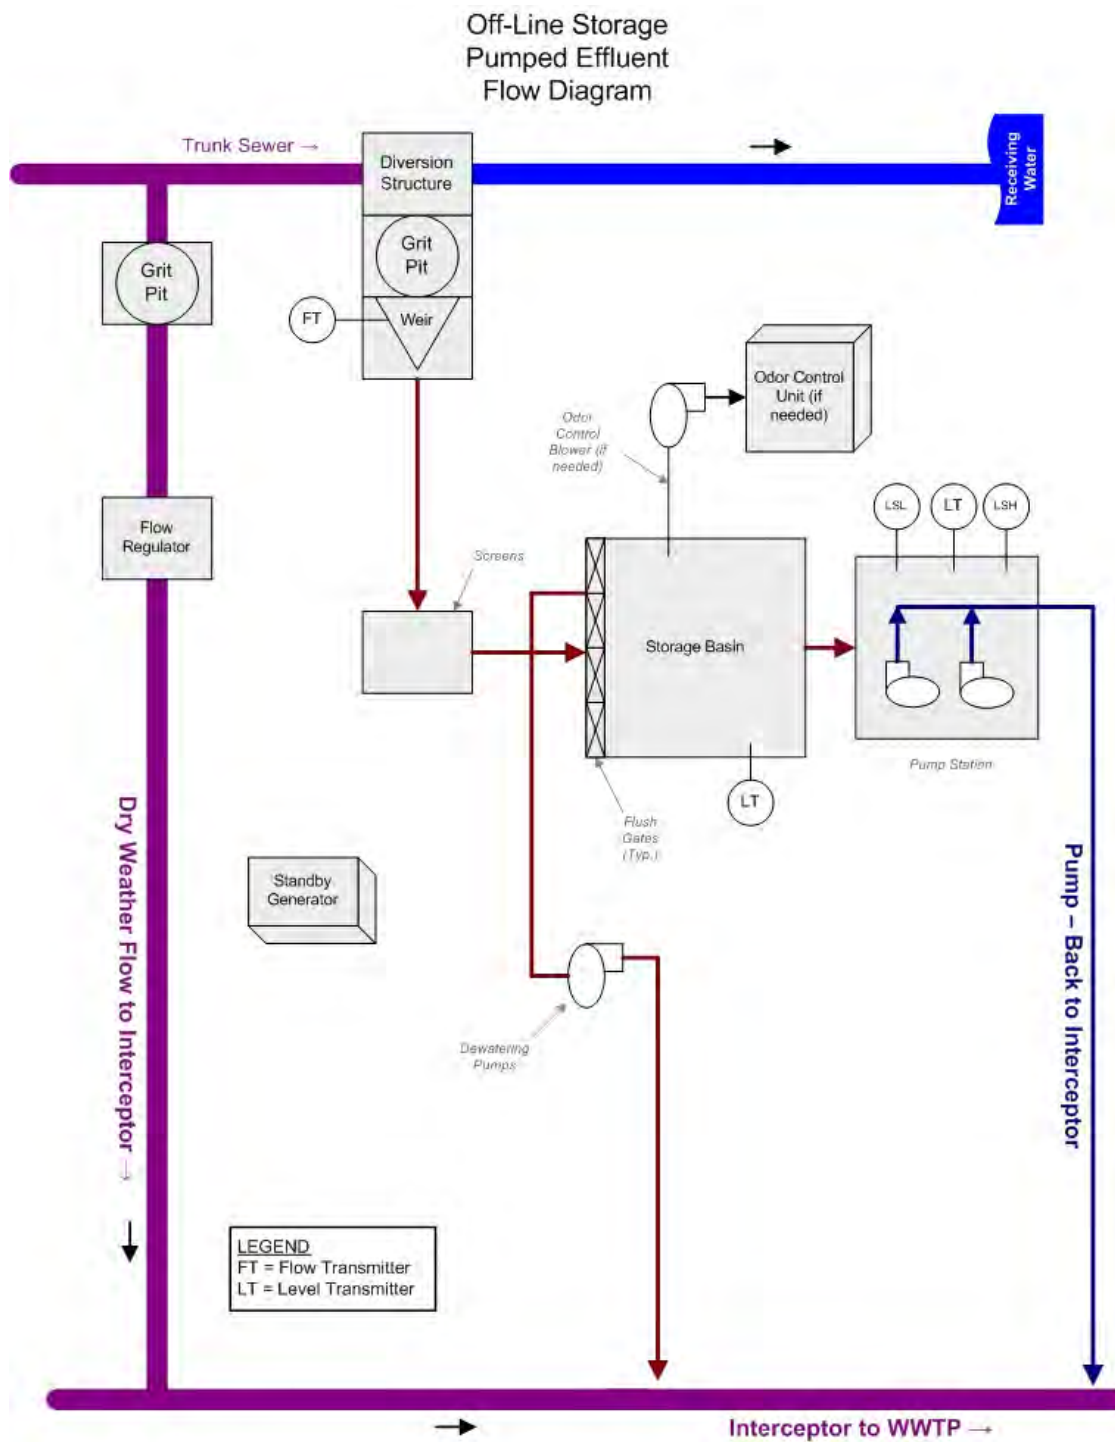 Off-Line Storage
Pumped Effluent
Flow Diagram
Trunk Sewer →
Diversion
Structure
Receiving
Water
Grit
Pit
Grit
Pit
FT
Weir
Odor Control
Unit (if
needed)
Odor
Control
Blower (if
needed)
LSL
LT
LSH
Flow
Regulator
Screens
Storage Basin
Pump Station
LT
Flush
Gates
(Typ.)
Dry Weather Flow to Interceptor →
Standby
Generator
Pump – Back to Interceptor
Dewatering
Pumps
LEGEND
FT = Flow Transmitter
LT = Level Transmitter
Interceptor to WWTP →